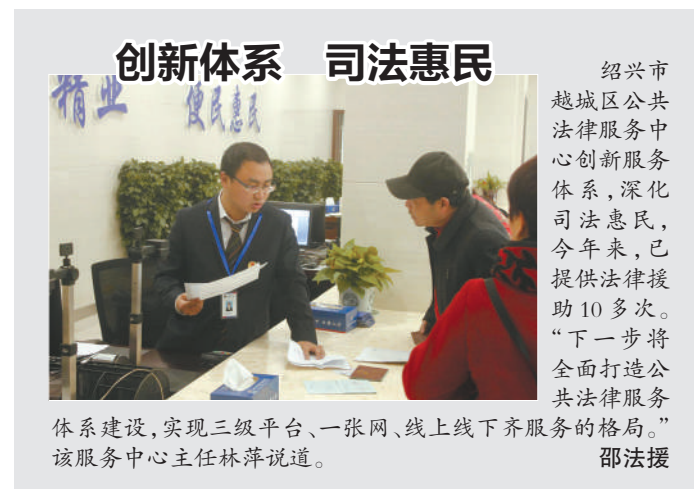 创新体系 司法惠民
精业 便民惠民
绍兴市
越城区公共
法律服务中
心创新服务
体系,深化
司法惠民,
今年来,已
提供法律援
助10多次。
“下一步将
全面打造公
共法律服务
体系建设,实现三级平台、一张网、线上线下齐服务的格局。”
该服务中心主任林萍说道。
邵法援